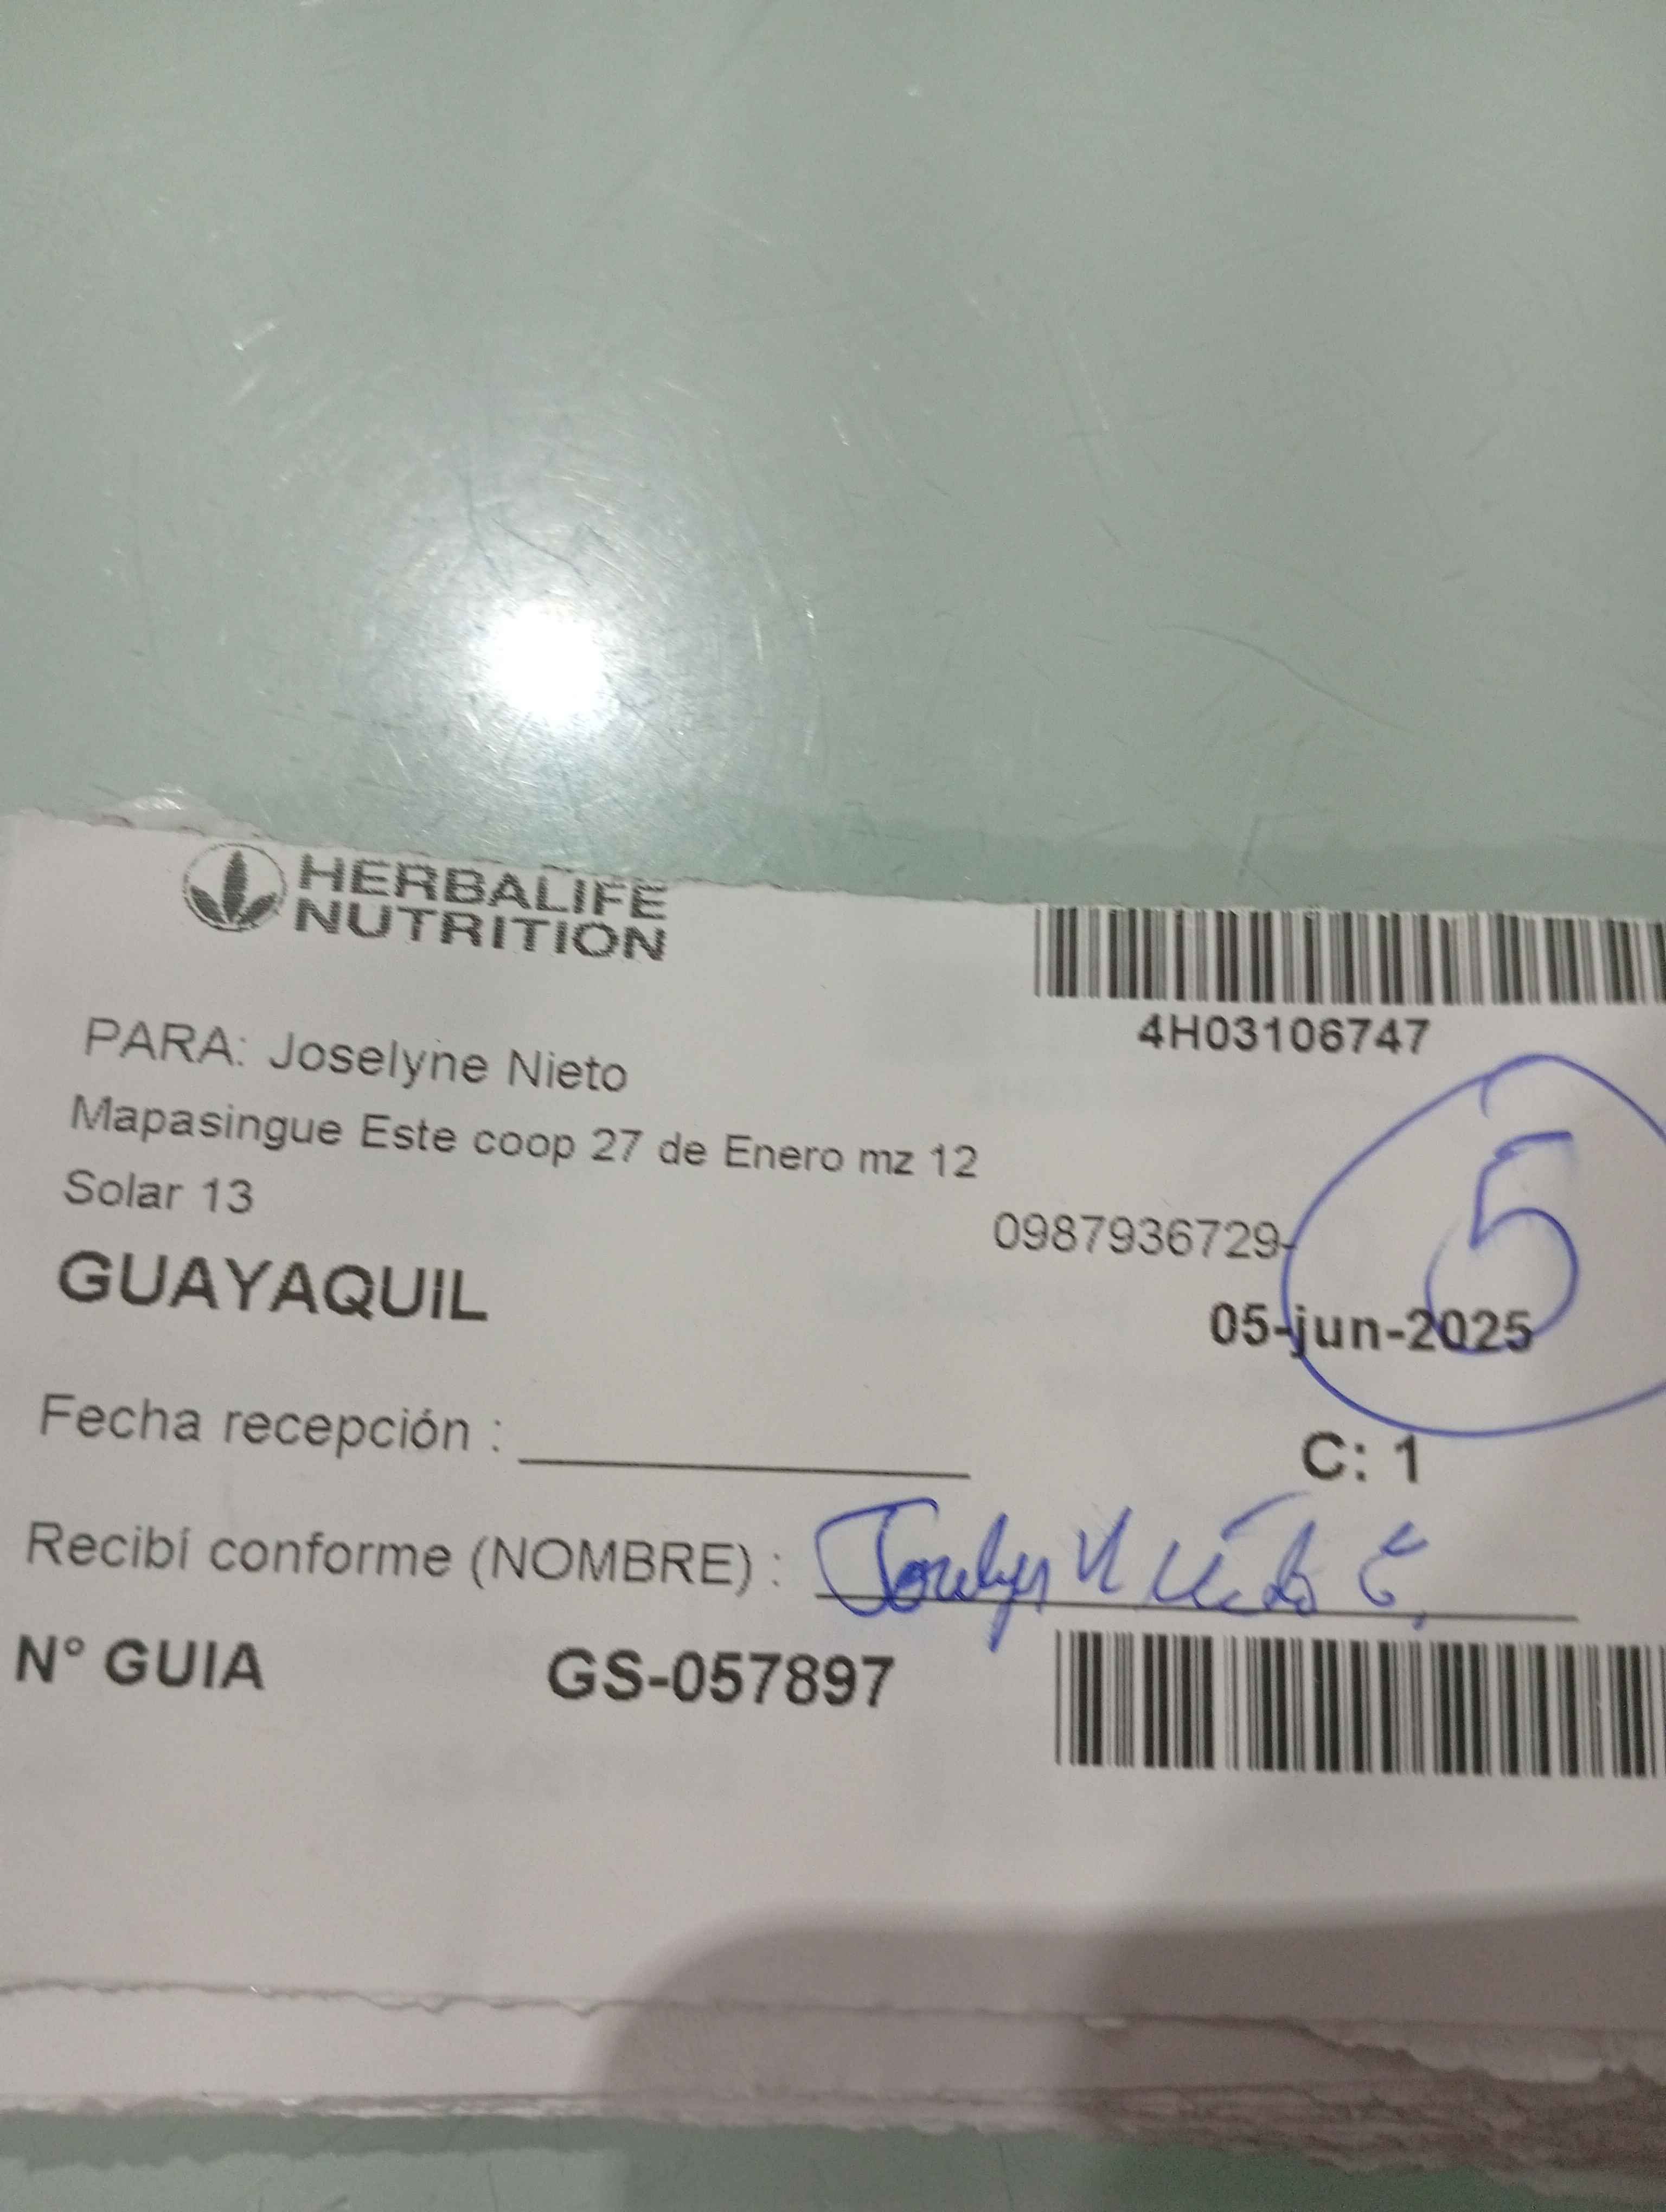 HERBALIFE
NUTRITION
4H03106747
PARA: Joselyne Nieto
Mapasingue Este coop 27 de Enero mz 12
Solar 13
0987936729-
5
GUAYAQUIL
05-jun-2025
Fecha recepción :
C: 1
Recibí conforme (NOMBRE) :
N° GUIA GS-057897